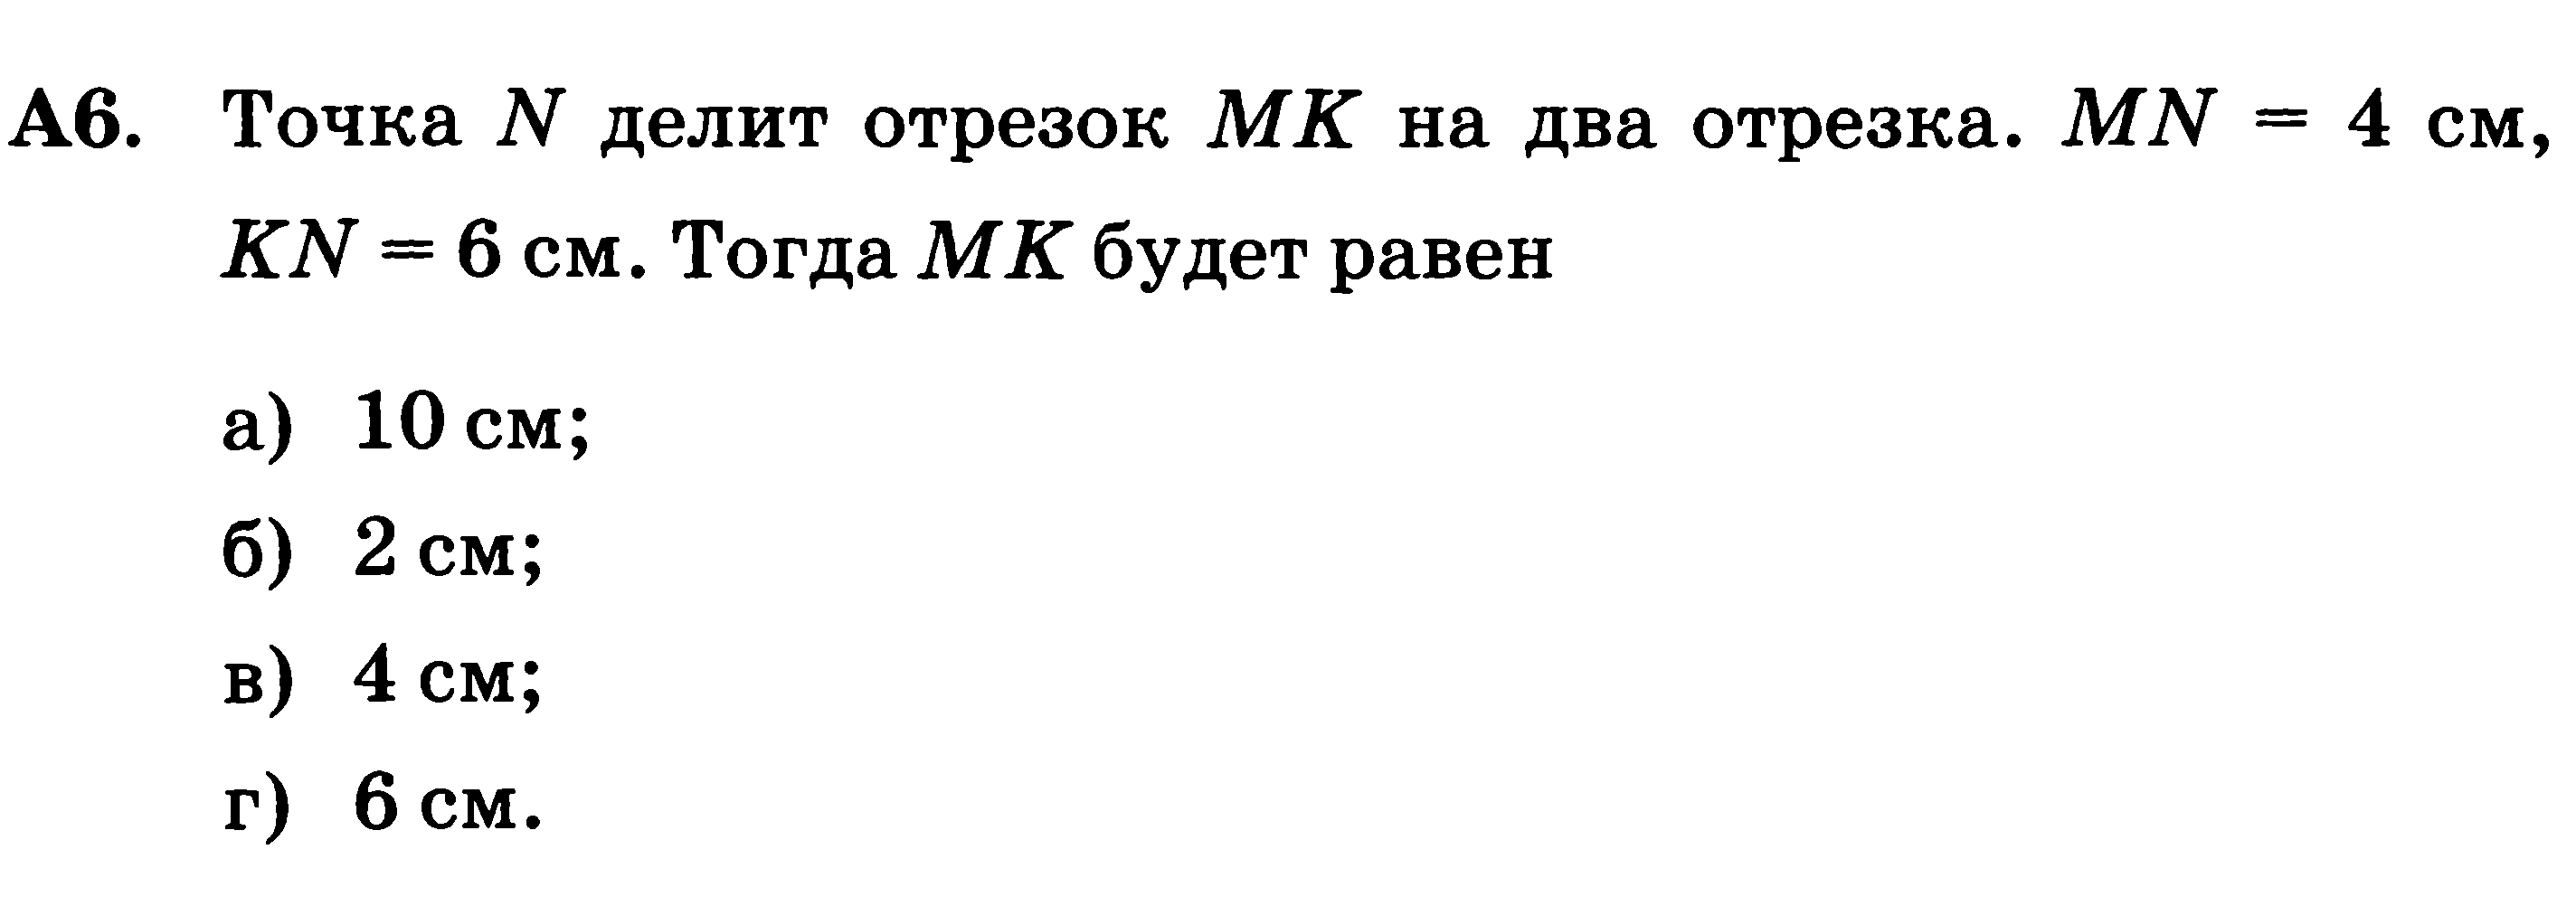 А6. Точка N делит отрезок MK на два отрезка. MN = 4 см,
KN = 6 см. Тогда MK будет равен
а) 10 см;
б) 2 см;
в) 4 см;
г) 6 см.